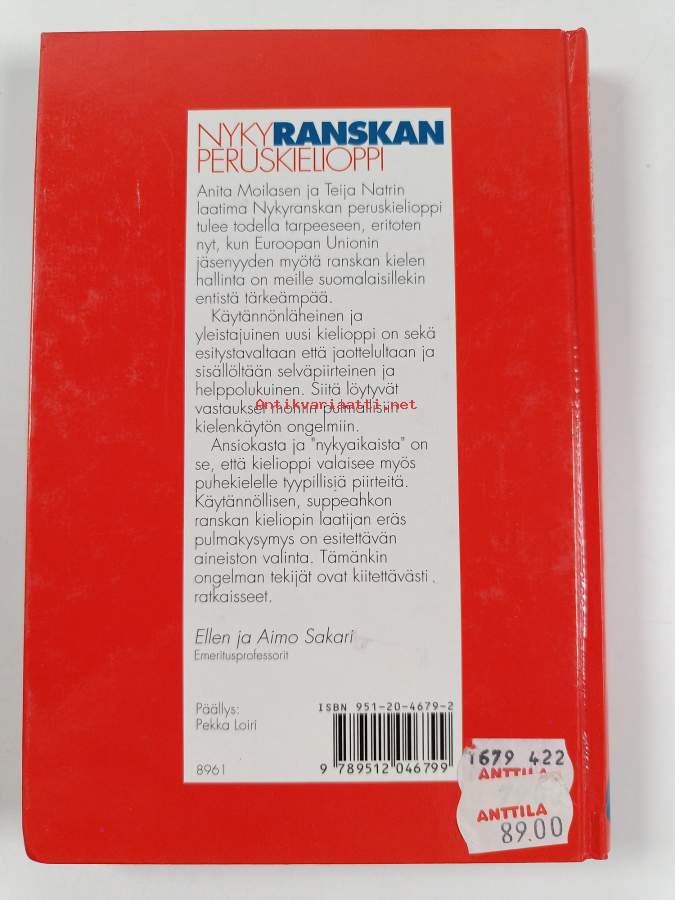 NYKYRANSKAN
PERUSKIELIOPPI
Anita Moilasen ja Teija Natrin
laatima Nykyranskan peruskielioppi
tulee todella tarpeeseen, eritoten
nyt, kun Euroopan Unionin
jäsenyyden myötä ranskan kielen
hallinta on meille suomalaisillekin
entistä tärkeämpää.
Käytännönläheinen ja
yleistajuinen uusi kielioppi on sekä
esitystavaltaan että jaottelultaan ja
sisällöltään selväpiirteinen ja
helppolukuinen. Siitä löytyvät
Antikvariaatti.net
vastaukset moniin pulmallisiin
kielenkäytön ongelmiin.
Ansiokasta ja "nykyaikaista" on
se, että kielioppi valaisee myös
puhekielelle tyypillisjä piirteitä.
Käytännöllisen, suppeahkon
ranskan kieliopin laatijan eräs
pulmakysymys on esitettävän
aineiston valinta. Tämänkin
ongelman tekijät ovat kiitettävästi
ratkaisseet.
Ellen ja Aimo Sakari
Emeritusprofessorit
Päällys:
Pekka Loiri
8961
ISBN 951-20-4679-2
9 789512 046799
1679 422
ANTTILA
ANTTILA
89.00